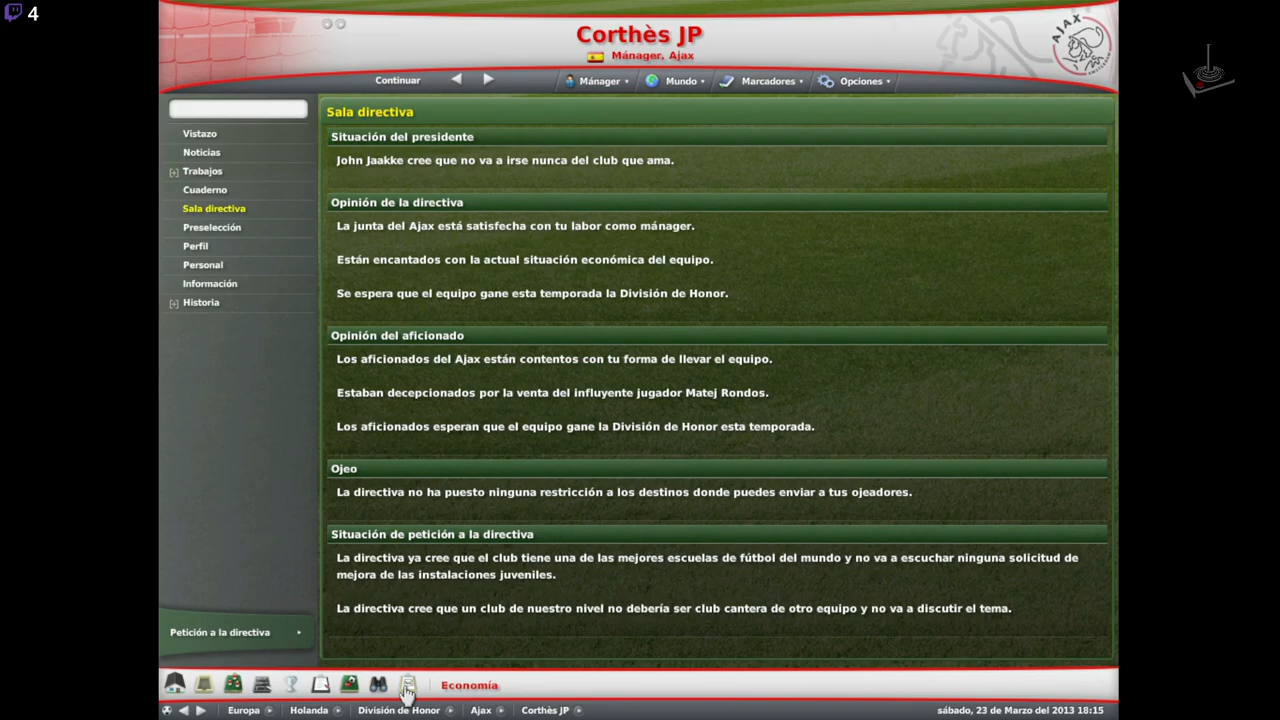 4
Corthès JP
Mánager, Ajax
AJAX
Continuar
Mánager
Mundo
Marcadores
Opciones
Vistazo
Noticias
[+] Trabajos
Cuaderno
Sala directiva
Preselección
Perfil
Personal
Información
[+] Historia
Petición a la directiva
Sala directiva
Situación del presidente
John Jaakke cree que no va a irse nunca del club que ama.
Opinión de la directiva
La junta del Ajax está satisfecha con tu labor como mánager.
Están encantados con la actual situación económica del equipo.
Se espera que el equipo gane esta temporada la División de Honor.
Opinión del aficionado
Los aficionados del Ajax están contentos con tu forma de llevar el equipo.
Estaban decepcionados por la venta del influyente jugador Matej Rondos.
Los aficionados esperan que el equipo gane la División de Honor esta temporada.
Ojeo
La directiva no ha puesto ninguna restricción a los destinos donde puedes enviar a tus ojeadores.
Situación de petición a la directiva
La directiva ya cree que el club tiene una de las mejores escuelas de fútbol del mundo y no va a escuchar ninguna solicitud de
mejora de las instalaciones juveniles.
La directiva cree que un club de nuestro nivel no debería ser club cantera de otro equipo y no va a discutir el tema.
Economía
Europa
Holanda
División de Honor
Ajax
Corthès JP
sábado, 23 de Marzo del 2013 18:15